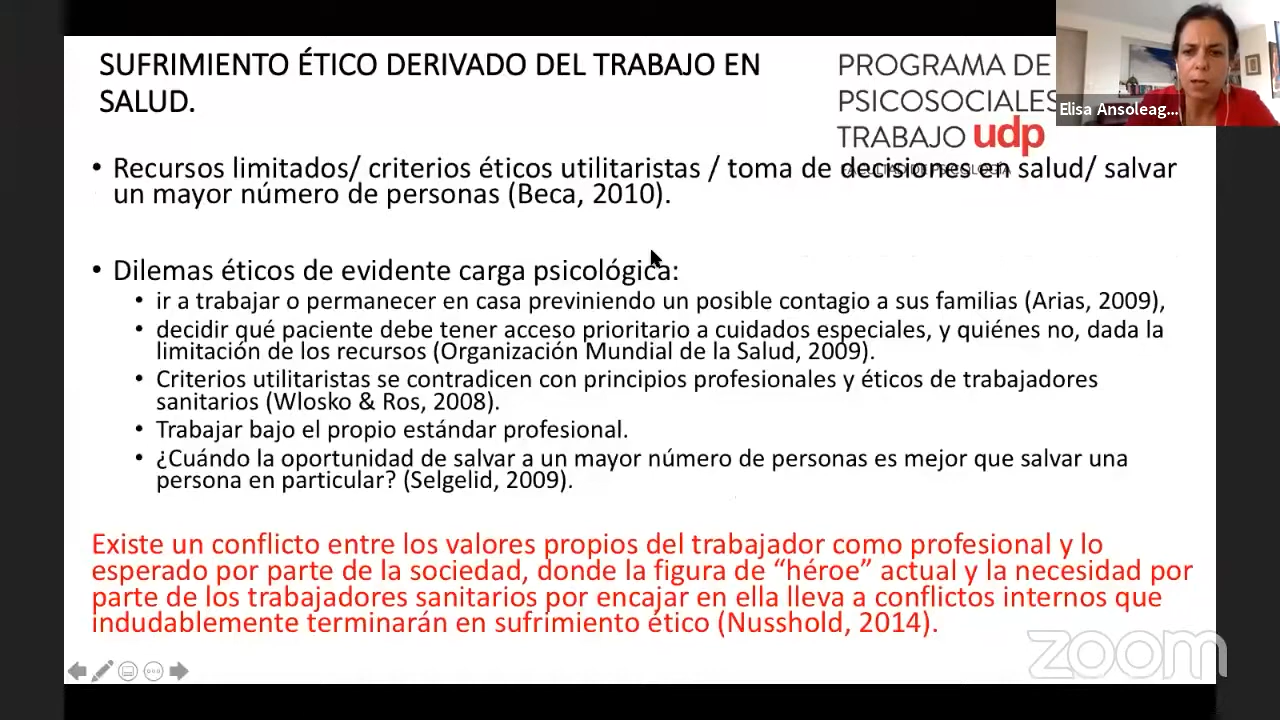 SUFRIMIENTO ÉTICO DERIVADO DEL TRABAJO EN
SALUD.
PROGRAMA DE
PSICOSOCIALES
TRABAJO udp
FACULTAD DE PSICOLOGÍA
Elisa Ansoleag...
• Recursos limitados/ criterios éticos utilitaristas / toma de decisiones en salud/ salvar
un mayor número de personas (Beca, 2010).
• Dilemas éticos de evidente carga psicológica:
• ir a trabajar o permanecer en casa previniendo un posible contagio a sus familias (Arias, 2009),
• decidir qué paciente debe tener acceso prioritario a cuidados especiales, y quiénes no, dada la
limitación de los recursos (Organización Mundial de la Salud, 2009).
• Criterios utilitaristas se contradicen con principios profesionales y éticos de trabajadores
sanitarios (Wlosko & Ros, 2008).
• Trabajar bajo el propio estándar profesional.
• ¿Cuándo la oportunidad de salvar a un mayor número de personas es mejor que salvar una
persona en particular? (Selgelid, 2009).
Existe un conflicto entre los valores propios del trabajador como profesional y lo
esperado por parte de la sociedad, donde la figura de “héroe” actual y la necesidad por
parte de los trabajadores sanitarios por encajar en ella lleva a conflictos internos que
indudablemente terminarán en sufrimiento ético (Nusshold, 2014).
zoom